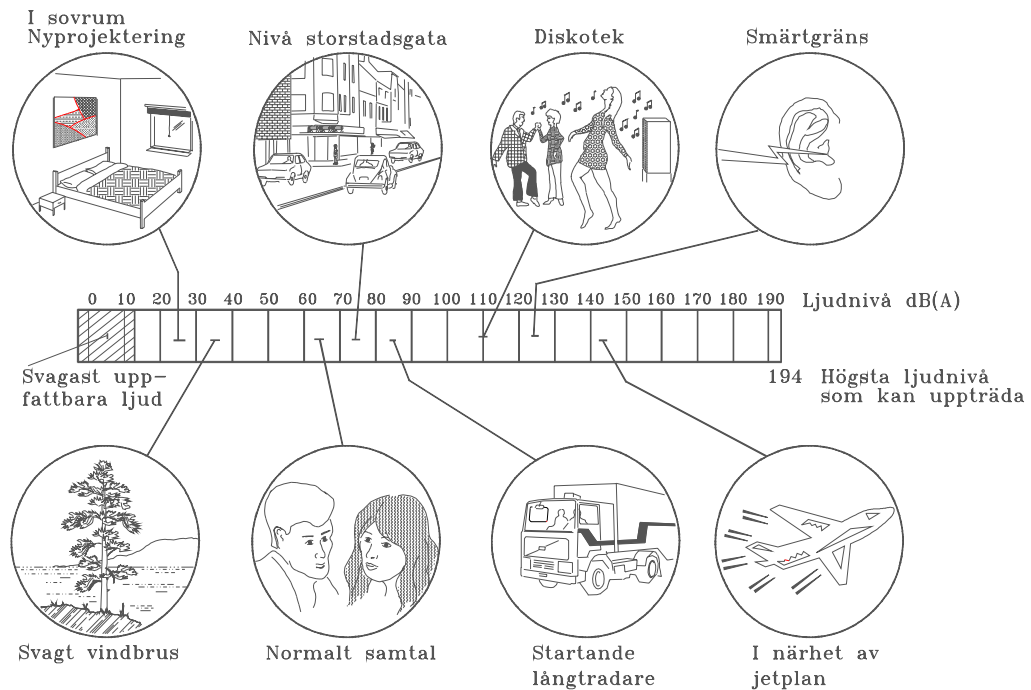 I sovrum
Nyprojektering
Nivå storstadsgata
Diskotek
Smärtgräns
0 10 20 30 40 50 60 70 80 90 100 110 120 130 140 150 160 170 180 190 Ljudnivå dB(A)
Svagast upp-
fattbara ljud
194 Högsta ljudnivå
som kan uppträda
Svagt vindbrus
Normalt samtal
Startande
långtradare
I närhet av
jetplan